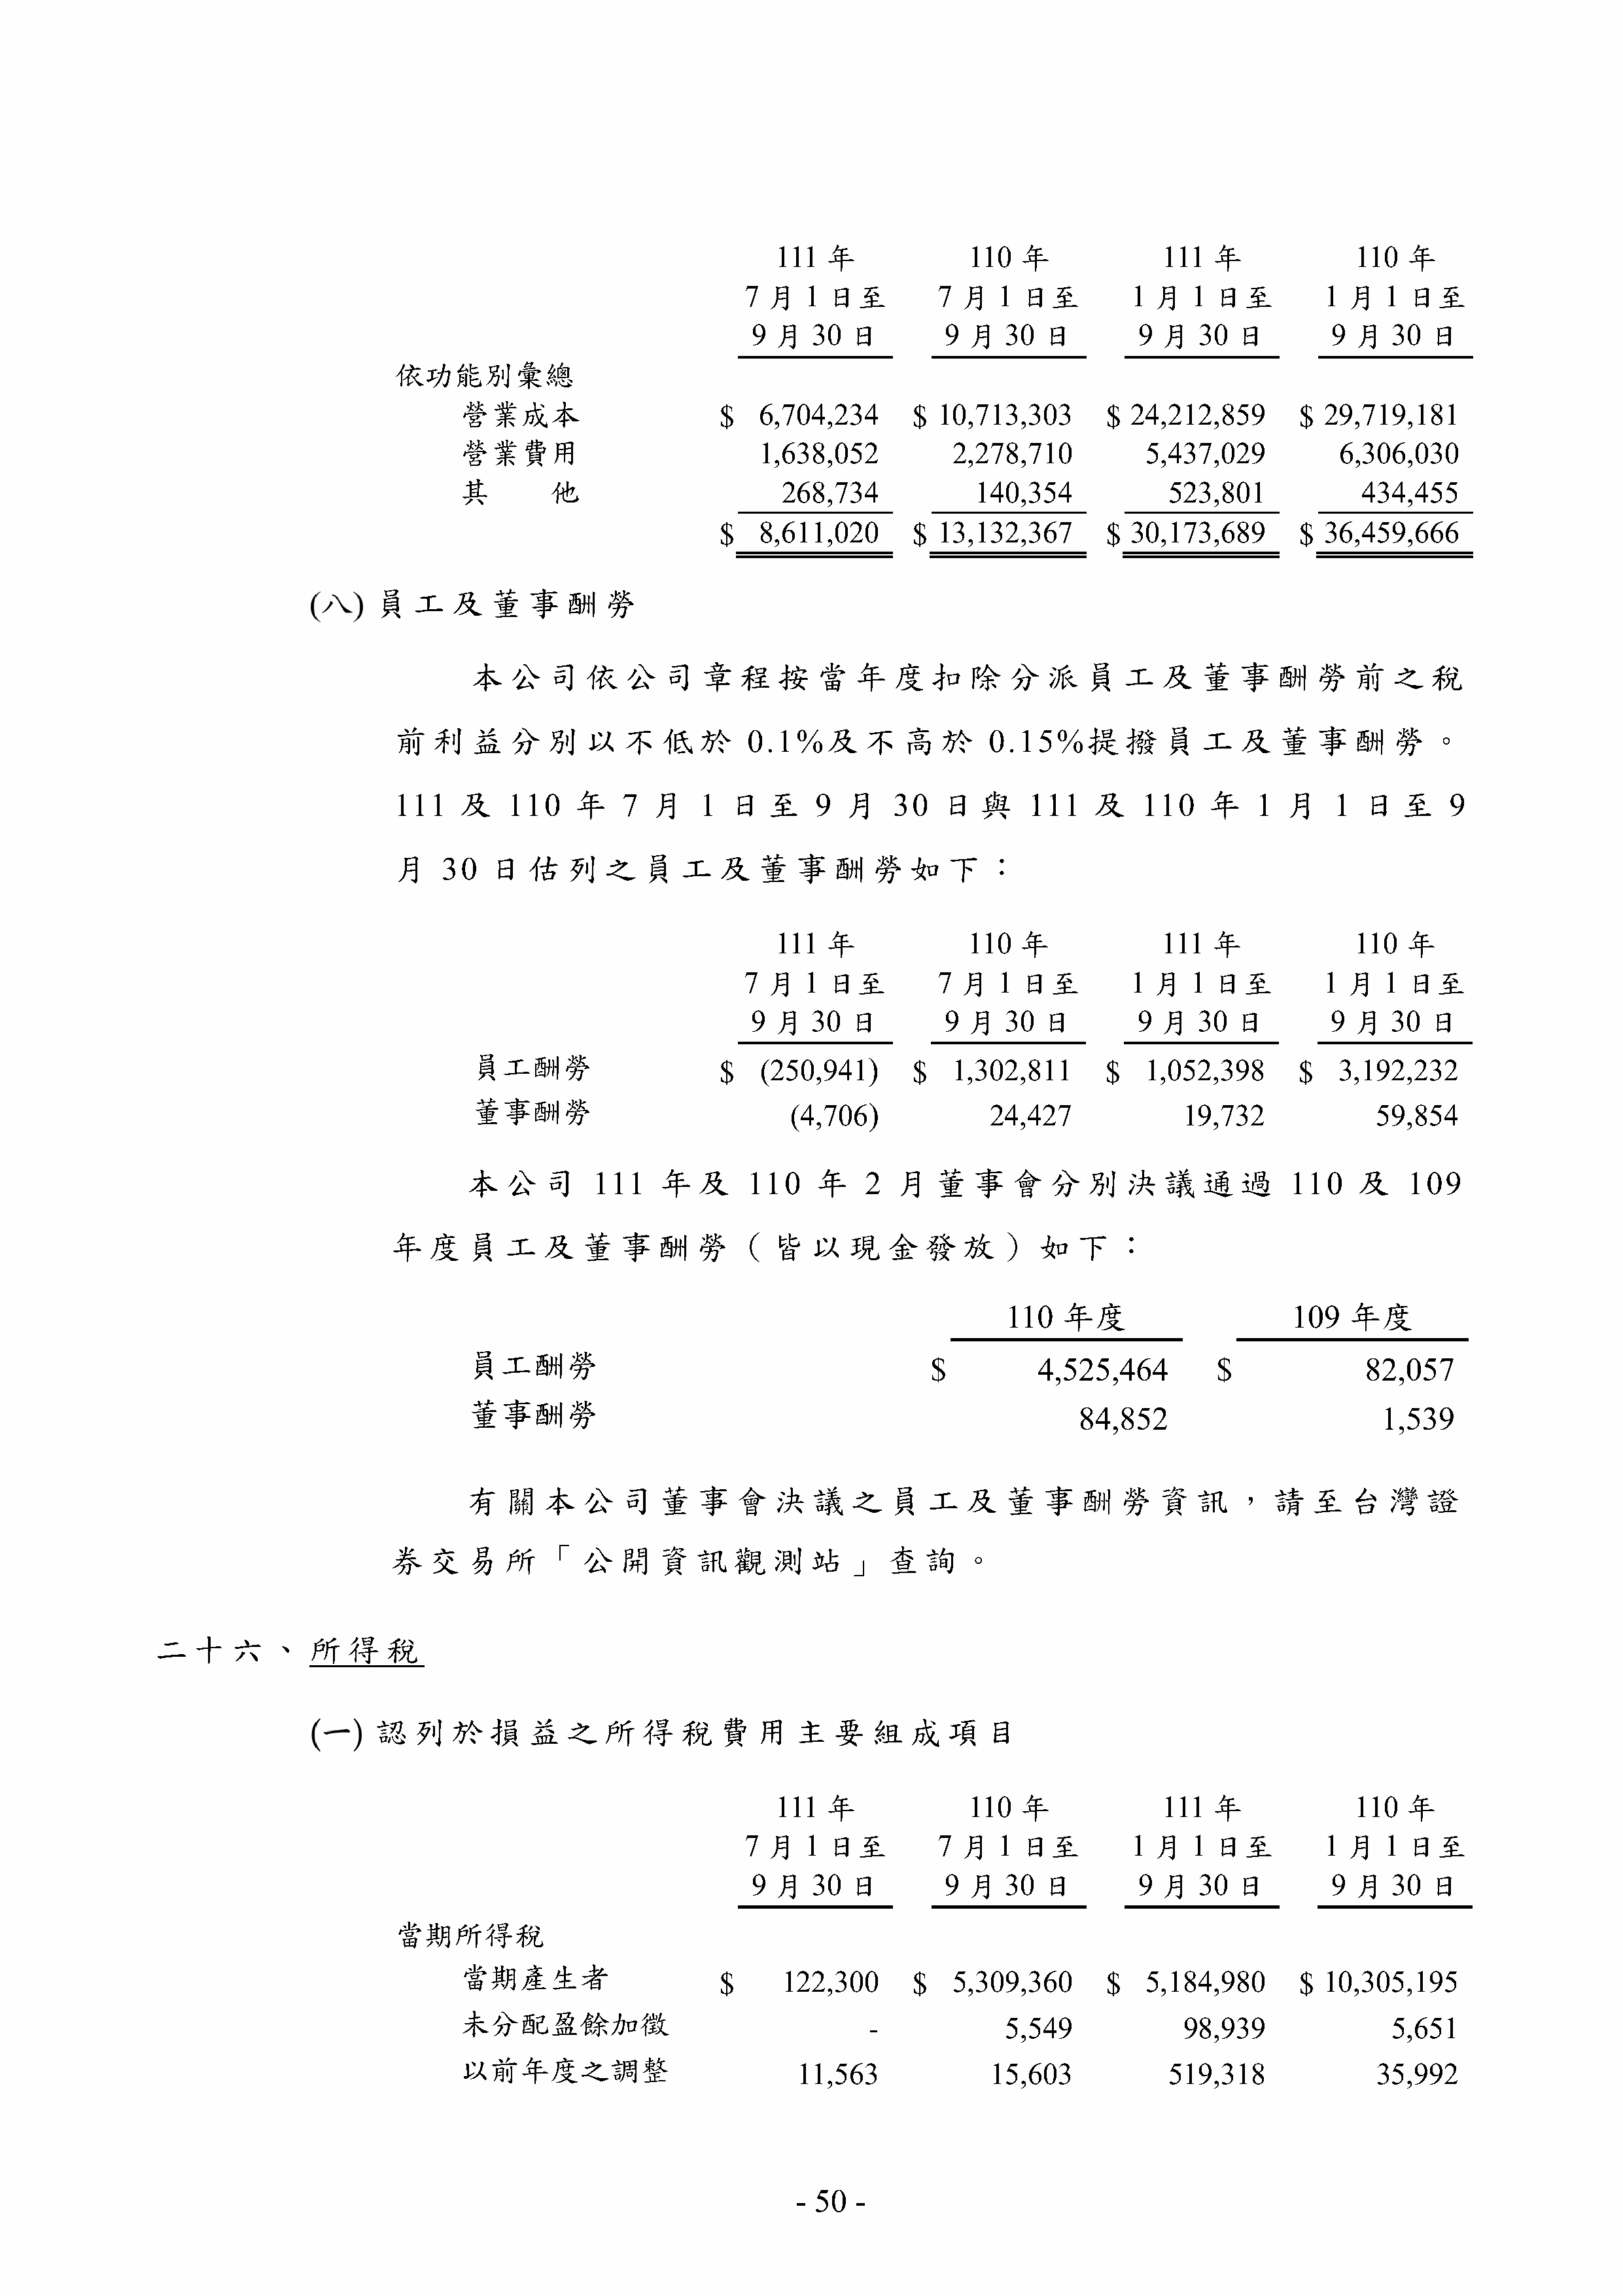 111 年 110 年 111 年 110 年
7 月 1 日至 7 月 1 日至 1 月 1 日至 1 月 1 日至
9 月 30 日 9 月 30 日 9 月 30 日 9 月 30 日
依功能別彙總
營業成本 $ 6,704,234 $ 10,713,303 $ 24,212,859 $ 29,719,181
營業費用 1,638,052 2,278,710 5,437,029 6,306,030
其 他 268,734 140,354 523,801 434,455
$ 8,611,020 $ 13,132,367 $ 30,173,689 $ 36,459,666
(八) 員工及董事酬勞
本公司依公司章程按當年度扣除分派員工及董事酬勞前之稅
前利益分別以不低於 0.1%及不高於 0.15%提撥員工及董事酬勞。
111 及 110 年 7 月 1 日至 9 月 30 日與 111 及 110 年 1 月 1 日至 9
月 30 日估列之員工及董事酬勞如下：
111 年 110 年 111 年 110 年
7 月 1 日至 7 月 1 日至 1 月 1 日至 1 月 1 日至
9 月 30 日 9 月 30 日 9 月 30 日 9 月 30 日
員工酬勞 $ (250,941) $ 1,302,811 $ 1,052,398 $ 3,192,232
董事酬勞 (4,706) 24,427 19,732 59,854
本公司 111 年及 110 年 2 月董事會分別決議通過 110 及 109
年度員工及董事酬勞（皆以現金發放）如下：
110 年度 109 年度
員工酬勞 $ 4,525,464 $ 82,057
董事酬勞 84,852 1,539
有關本公司董事會決議之員工及董事酬勞資訊，請至台灣證
券交易所「公開資訊觀測站」查詢。
二十六、所得稅
(一) 認列於損益之所得稅費用主要組成項目
111 年 110 年 111 年 110 年
7 月 1 日至 7 月 1 日至 1 月 1 日至 1 月 1 日至
9 月 30 日 9 月 30 日 9 月 30 日 9 月 30 日
當期所得稅
當期產生者 $ 122,300 $ 5,309,360 $ 5,184,980 $ 10,305,195
未分配盈餘加徵 - 5,549 98,939 5,651
以前年度之調整 11,563 15,603 519,318 35,992
- 50 -